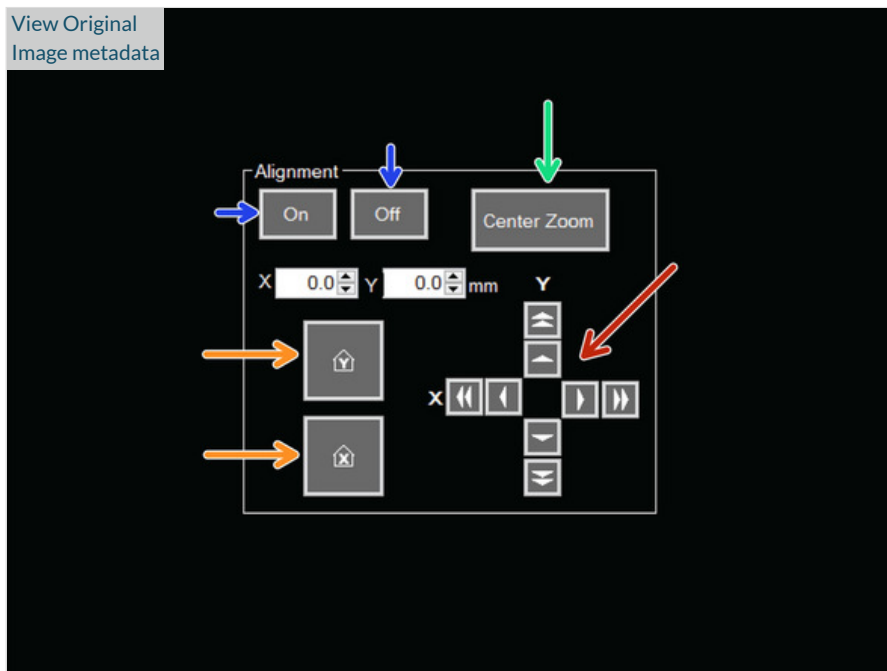 View Original
Image metadata
Alignment
On Off Center Zoom
X 0.0 Y 0.0 mm Y
Y
X
X